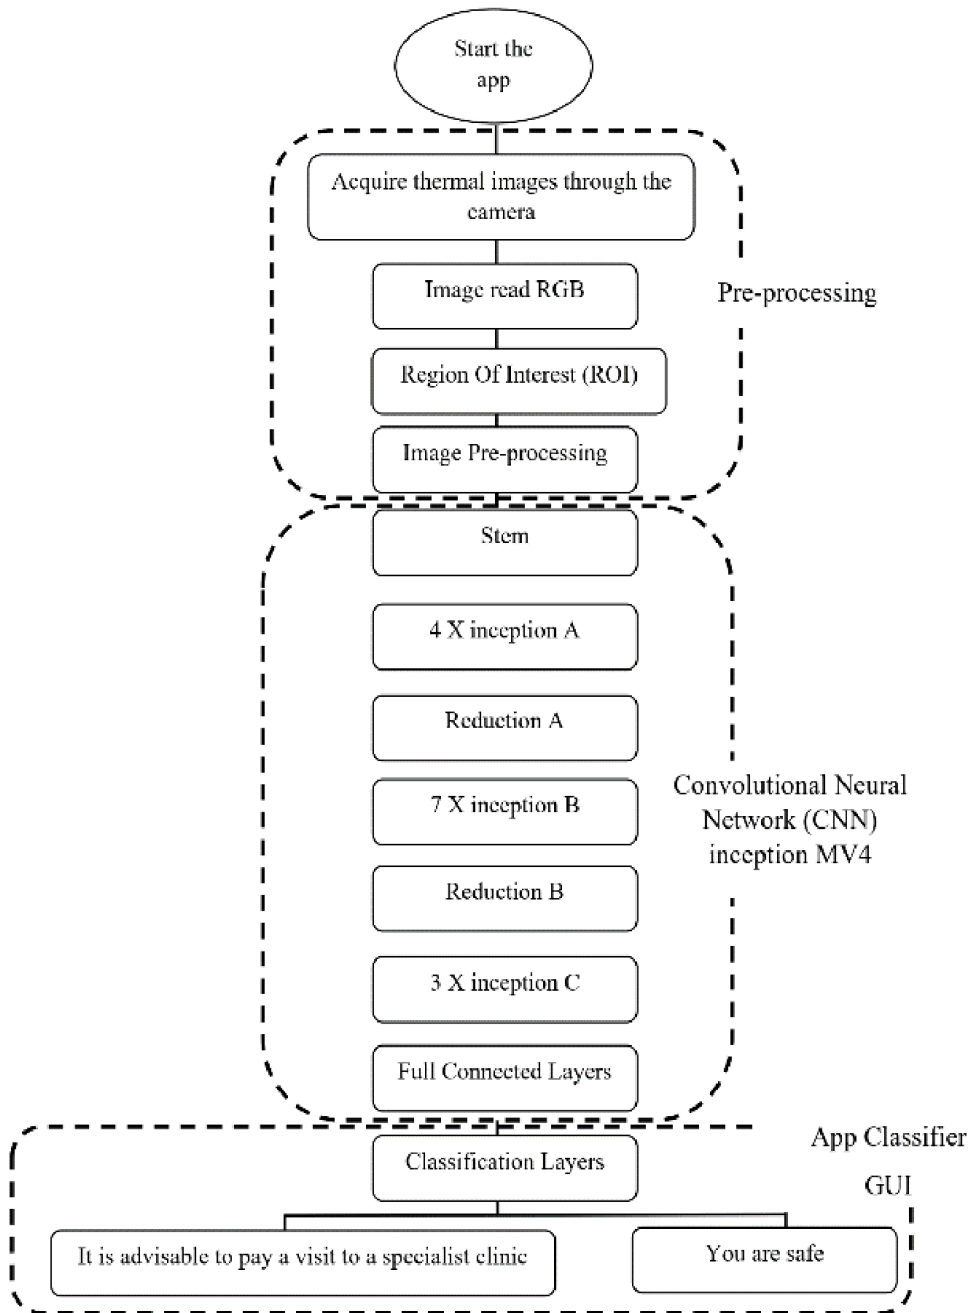 Start the
app
Acquire thermal images through the
camera
Image read RGB
Pre-processing
Region Of Interest (ROI)
Image Pre-processing
Stem
4 X inception A
Reduction A
Convolutional Neural
Network (CNN)
inception MV4
7 X inception B
Reduction B
3 X inception C
Full Connected Layers
App Classifier
GUI
Classification Layers
It is advisable to pay a visit to a specialist clinic
You are safe